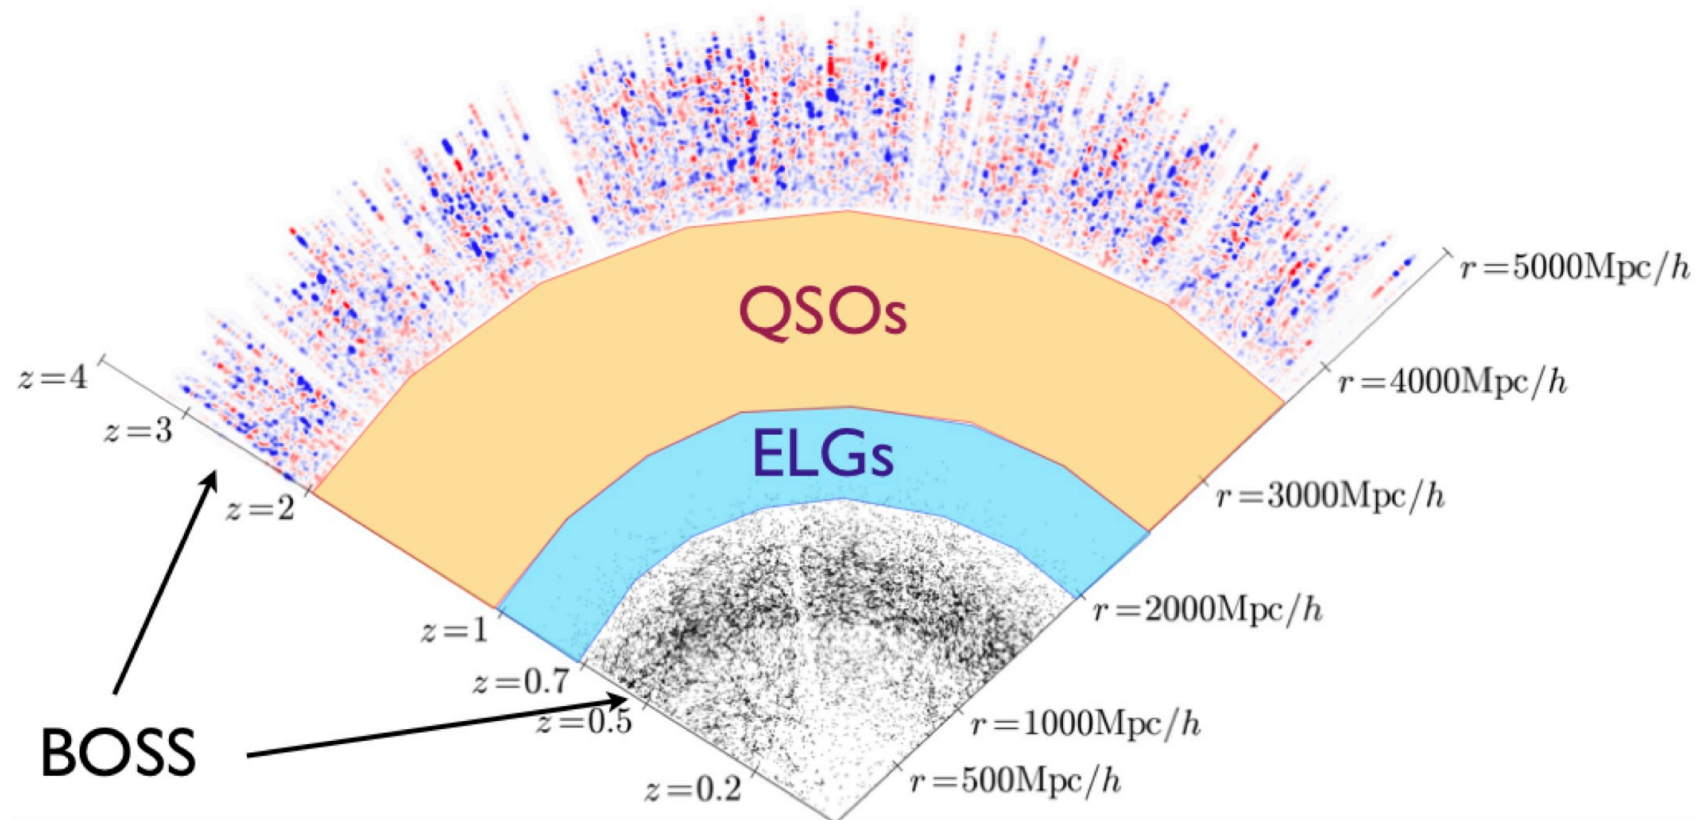 QSOs
ELGs
BOSS
z=4
z=3
z=2
z=1
z=0.7
z=0.5
z=0.2
r=5000Mpc/h
r=4000Mpc/h
r=3000Mpc/h
r=2000Mpc/h
r=1000Mpc/h
r=500Mpc/h